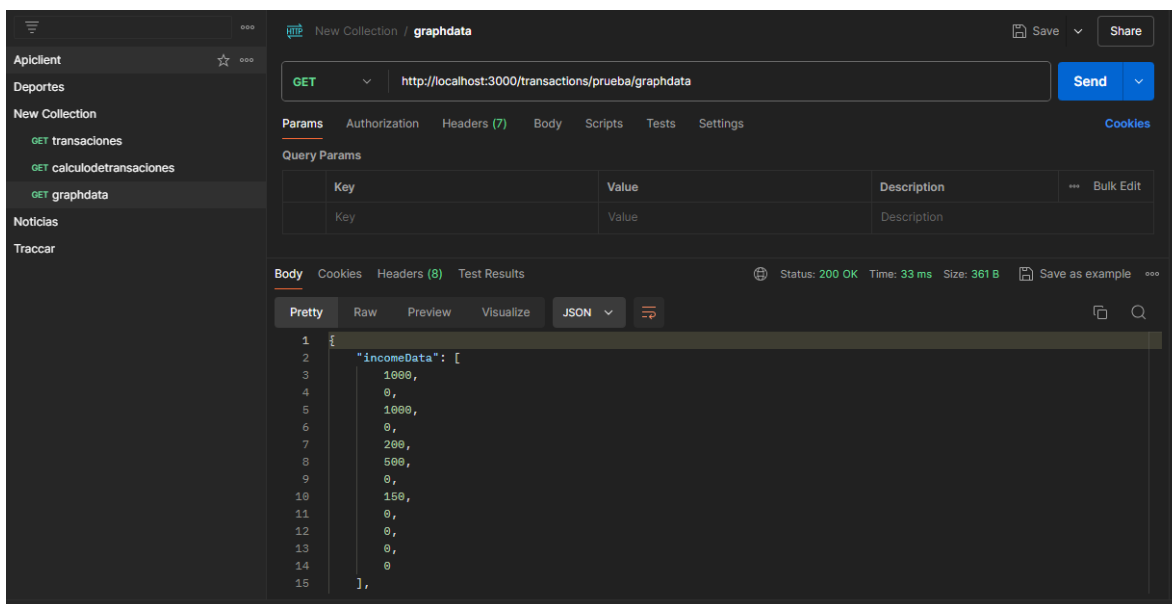 New Collection / graphdata
Save
Share
Apiclient
Deportes
New Collection
GET transaciones
GET calculodetransaciones
GET graphdata
Noticias
Traccar
GET http://localhost:3000/transactions/prueba/graphdata
Send
Params Authorization Headers (7) Body Scripts Tests Settings Cookies
Query Params
Key Value Description Bulk Edit
Key Value Description
Body Cookies Headers (8) Test Results Status: 200 OK Time: 33 ms Size: 361 B Save as example
Pretty Raw Preview Visualize JSON
1 {
2 "incomeData": [
3 1000,
4 0,
5 1000,
6 0,
7 200,
8 500,
9 0,
10 150,
11 0,
12 0,
13 0,
14 0
15 ],